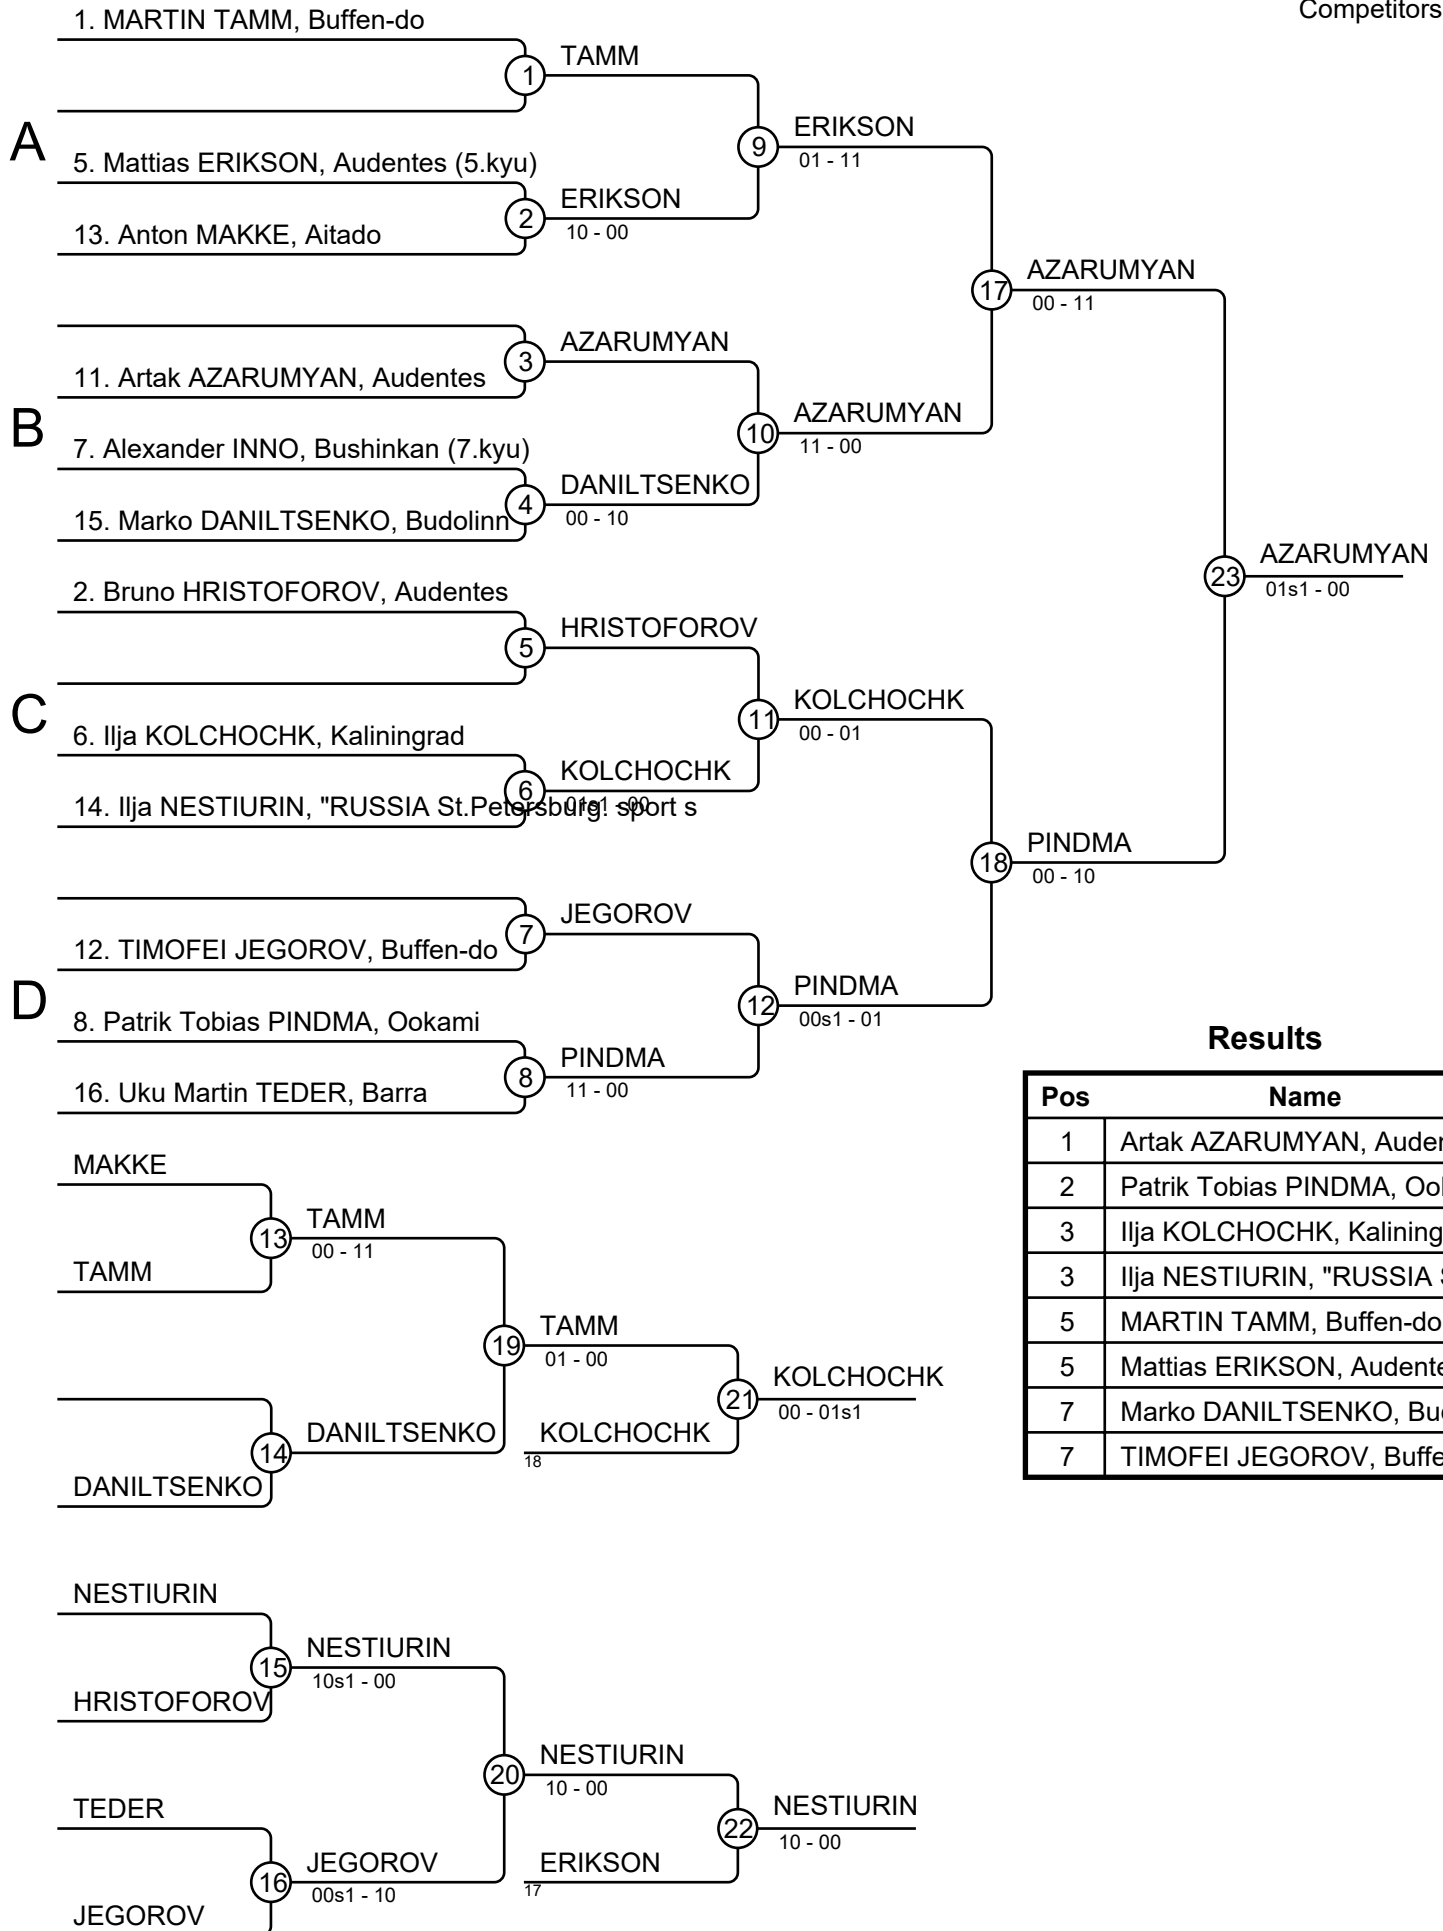 Competitors
1. MARTIN TAMM, Buffen-do
1
TAMM
A
5. Mattias ERIKSON, Audentes (5.kyu)
13. Anton MAKKE, Aitado
2
ERIKSON
10 - 00
9
ERIKSON
01 - 11
3
AZARUMYAN
11. Artak AZARUMYAN, Audentes
B
7. Alexander INNO, Bushinkan (7.kyu)
15. Marko DANILTSENKO, Budolinn
4
DANILTSENKO
00 - 10
10
AZARUMYAN
11 - 00
17
AZARUMYAN
00 - 11
2. Bruno HRISTOFOROV, Audentes
5
HRISTOFOROV
C
6. Ilja KOLCHOCHK, Kaliningrad
14. Ilja NESTIURIN, "RUSSIA St.Petersburg. sport s
6
KOLCHOCHK
01s1 - 00
11
KOLCHOCHK
00 - 01
7
JEGOROV
12. TIMOFEI JEGOROV, Buffen-do
D
8. Patrik Tobias PINDMA, Ookami
16. Uku Martin TEDER, Barra
8
PINDMA
11 - 00
12
PINDMA
00s1 - 01
18
PINDMA
00 - 10
23
AZARUMYAN
01s1 - 00
MAKKE
TAMM
13
TAMM
00 - 11
14
DANILTSENKO
DANILTSENKO
19
TAMM
01 - 00
KOLCHOCHK
18
21
KOLCHOCHK
00 - 01s1
NESTIURIN
HRISTOFOROV
15
NESTIURIN
10s1 - 00
TEDER
JEGOROV
16
JEGOROV
00s1 - 10
20
NESTIURIN
10 - 00
ERIKSON
17
22
NESTIURIN
10 - 00
Results
Pos Name
1 Artak AZARUMYAN, Auden
2 Patrik Tobias PINDMA, Ool
3 Ilja KOLCHOCHK, Kalining
3 Ilja NESTIURIN, "RUSSIA
5 MARTIN TAMM, Buffen-do
5 Mattias ERIKSON, Audente
7 Marko DANILTSENKO, Bud
7 TIMOFEI JEGOROV, Buffe